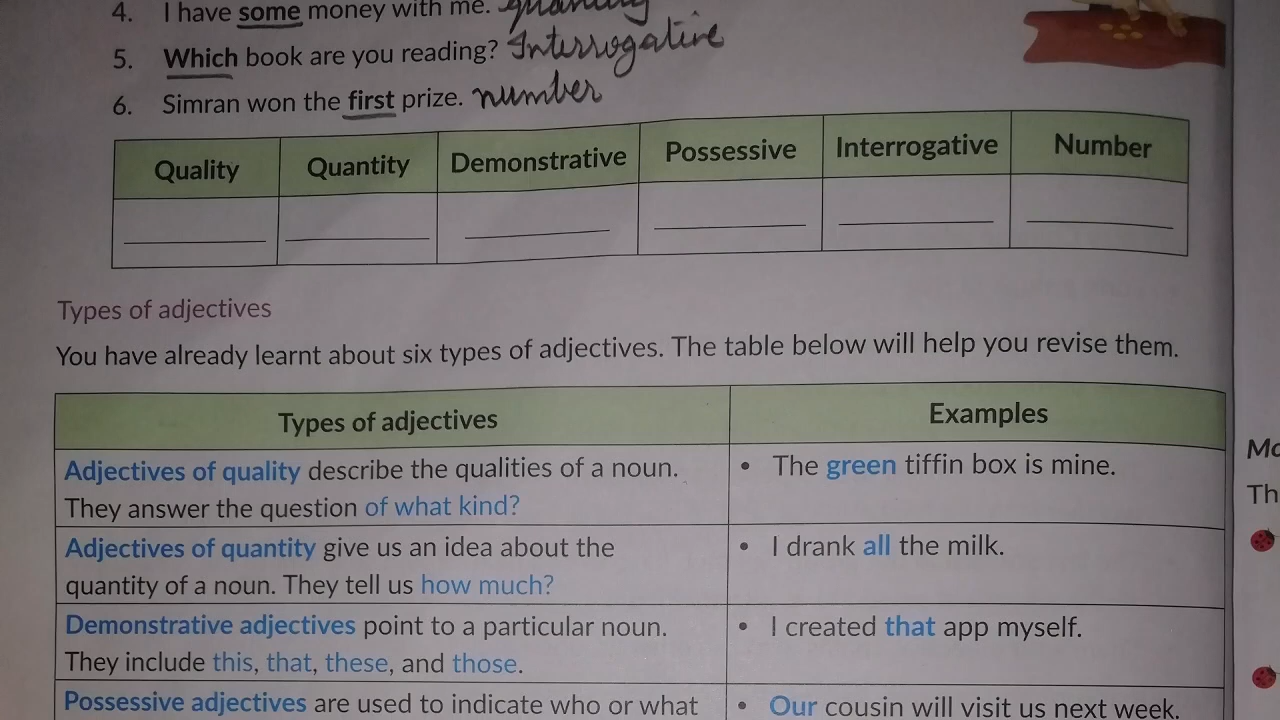 4. I have some money with me. quantity
5. Which book are you reading? Interrogative
6. Simran won the first prize. number
Quality Quantity Demonstrative Possessive Interrogative Number
Types of adjectives
You have already learnt about six types of adjectives. The table below will help you revise them.
Types of adjectives Examples
Adjectives of quality describe the qualities of a noun. • The green tiffin box is mine.
They answer the question of what kind?
Adjectives of quantity give us an idea about the • I drank all the milk.
quantity of a noun. They tell us how much?
Demonstrative adjectives point to a particular noun. • I created that app myself.
They include this, that, these, and those.
Possessive adjectives are used to indicate who or what • Our cousin will visit us next week.
Th